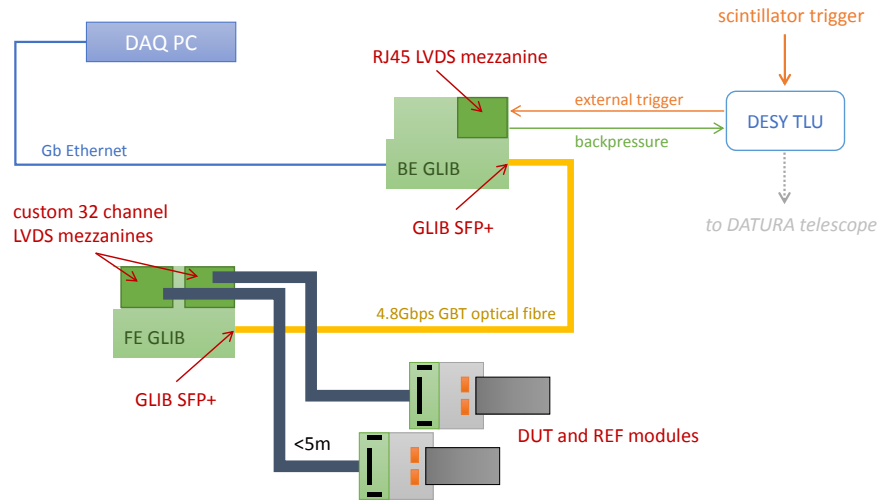 scintillator trigger
DAQ PC
RJ45 LVDS mezzanine
external trigger
DESY TLU
backpressure
Gb Ethernet
BE GLIB
custom 32 channel
LVDS mezzanines
GLIB SFP+
to DATURA telescope
4.8Gbps GBT optical fibre
FE GLIB
GLIB SFP+
DUT and REF modules
<5m